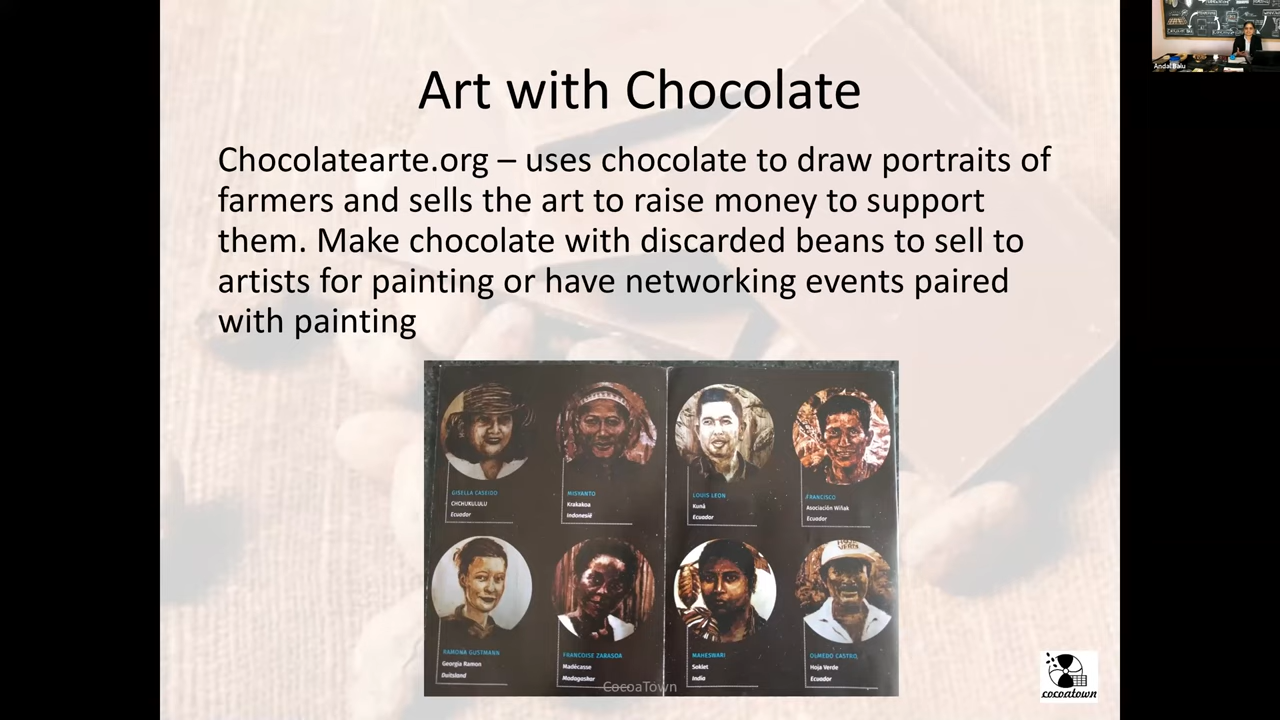 Art with Chocolate
Chocolatearte.org – uses chocolate to draw portraits of
farmers and sells the art to raise money to support
them. Make chocolate with discarded beans to sell to
artists for painting or have networking events paired
with painting
GISELLA CASEIDO
CHCHUKULULU
Ecuador
MISYANTO
Krakakoa
Indonesië
LOUIS LEON
Kunà
Ecuador
FRANCISCO
Asociación Wiñak
Ecuador
RAMONA GUSTMANN
Georgia Ramon
Duitsland
FRANCOISE ZABASOA
Madécasse
Madagaskar
MAHESWARI
Soklet
India
OLMEDO CASTRO
Hoja Verde
Ecuador
CocoaTown
cocoatown
Andal Balu